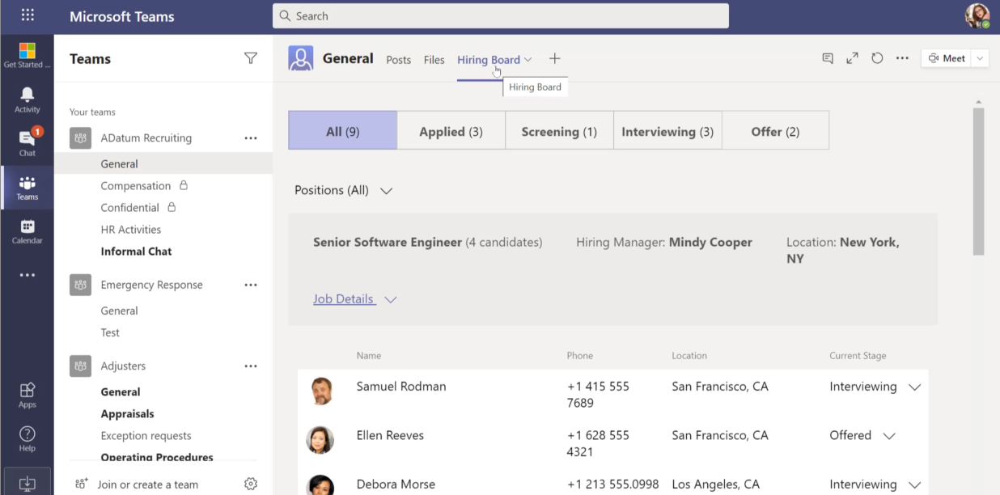 Microsoft Teams
Search
Get Started ...
Activity
1
Chat
Teams
Calendar
Apps
Help
Teams
Your teams
ADatum Recruiting
General
Compensation
Confidential
HR Activities
Informal Chat
Emergency Response
General
Test
Adjusters
General
Appraisals
Exception requests
Operating Procedures
Join or create a team
General Posts Files Hiring Board
Meet
Hiring Board
All (9) Applied (3) Screening (1) Interviewing (3) Offer (2)
Positions (All)
Senior Software Engineer (4 candidates) Hiring Manager: Mindy Cooper Location: New York,
NY
Job Details
Name Phone Location Current Stage
Samuel Rodman +1 415 555 San Francisco, CA Interviewing
7689
Ellen Reeves +1 628 555 San Francisco, CA Offered
4321
Debora Morse +1 213 555.0998 Los Angeles, CA Interviewing